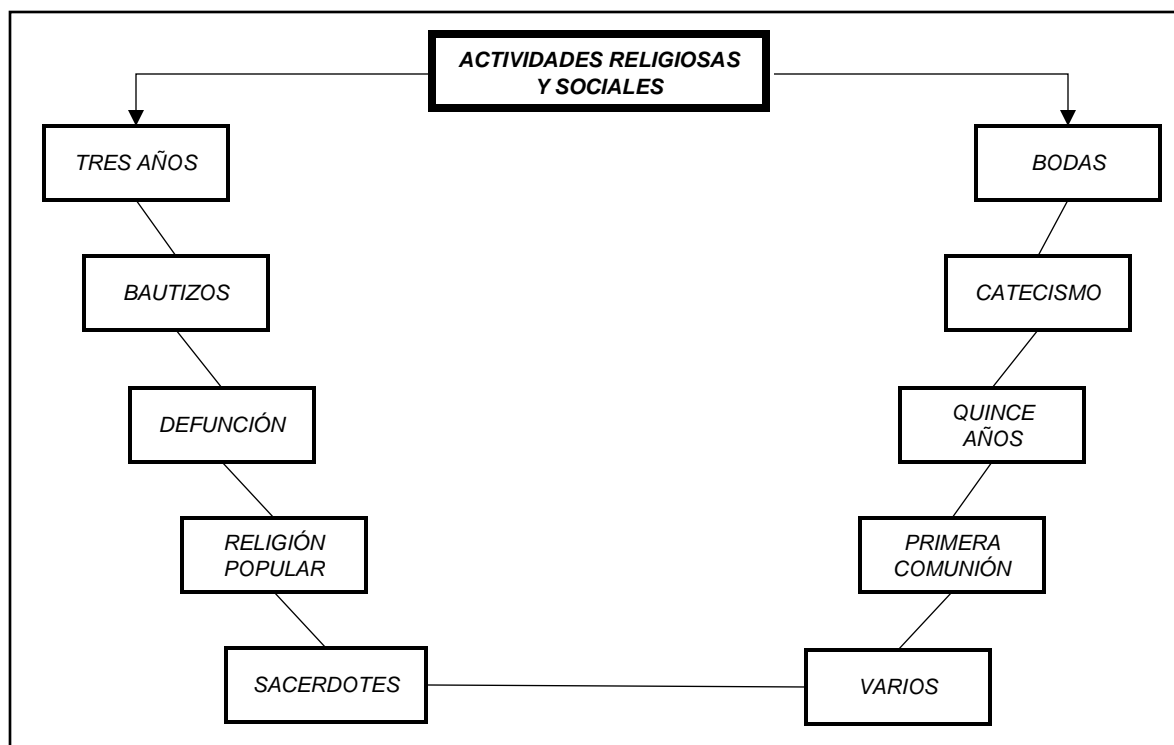 ACTIVIDADES RELIGIOSAS
Y SOCIALES
TRES AÑOS
BODAS
BAUTIZOS
CATECISMO
DEFUNCIÓN
QUINCE
AÑOS
RELIGIÓN
POPULAR
PRIMERA
COMUNIÓN
SACERDOTES
VARIOS